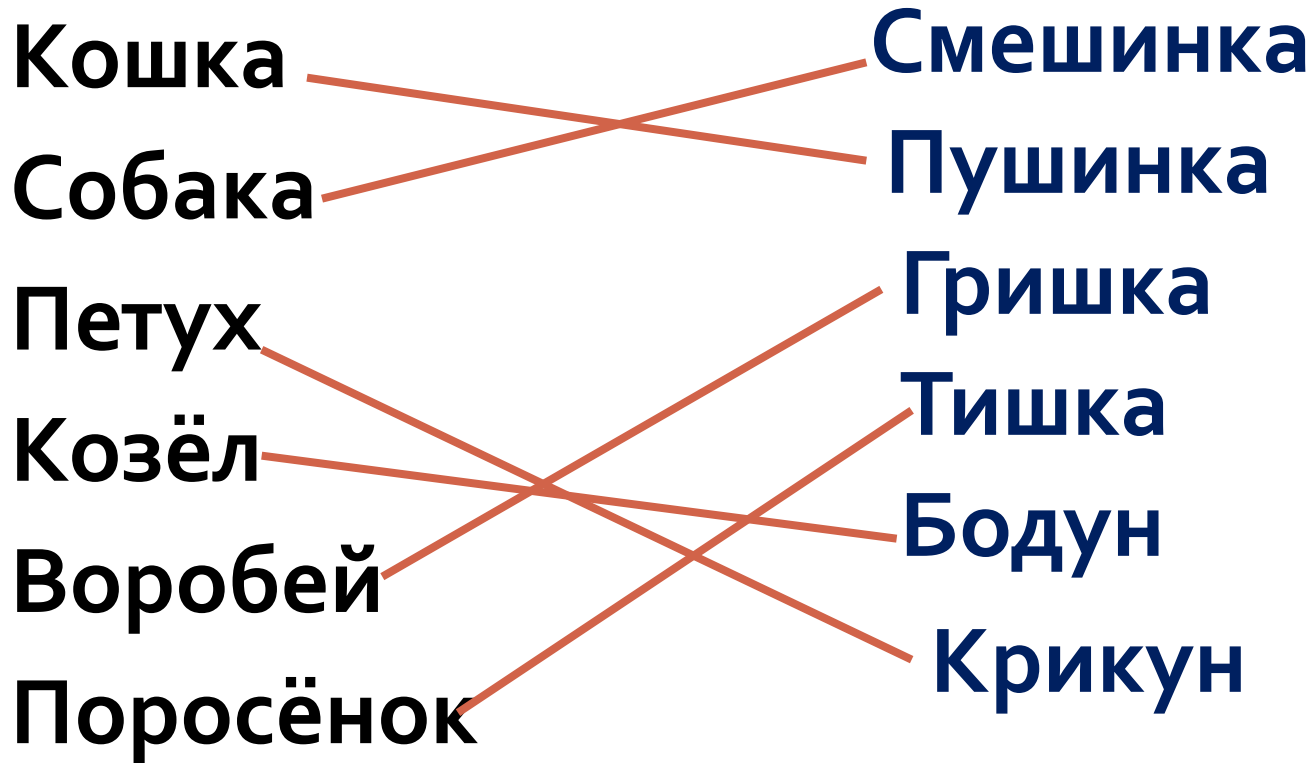 Кошка
Собака
Петух
Козёл
Воробей
Поросёнок
Смешинка
Пушинка
Гришка
Тишка
Бодун
Крикун